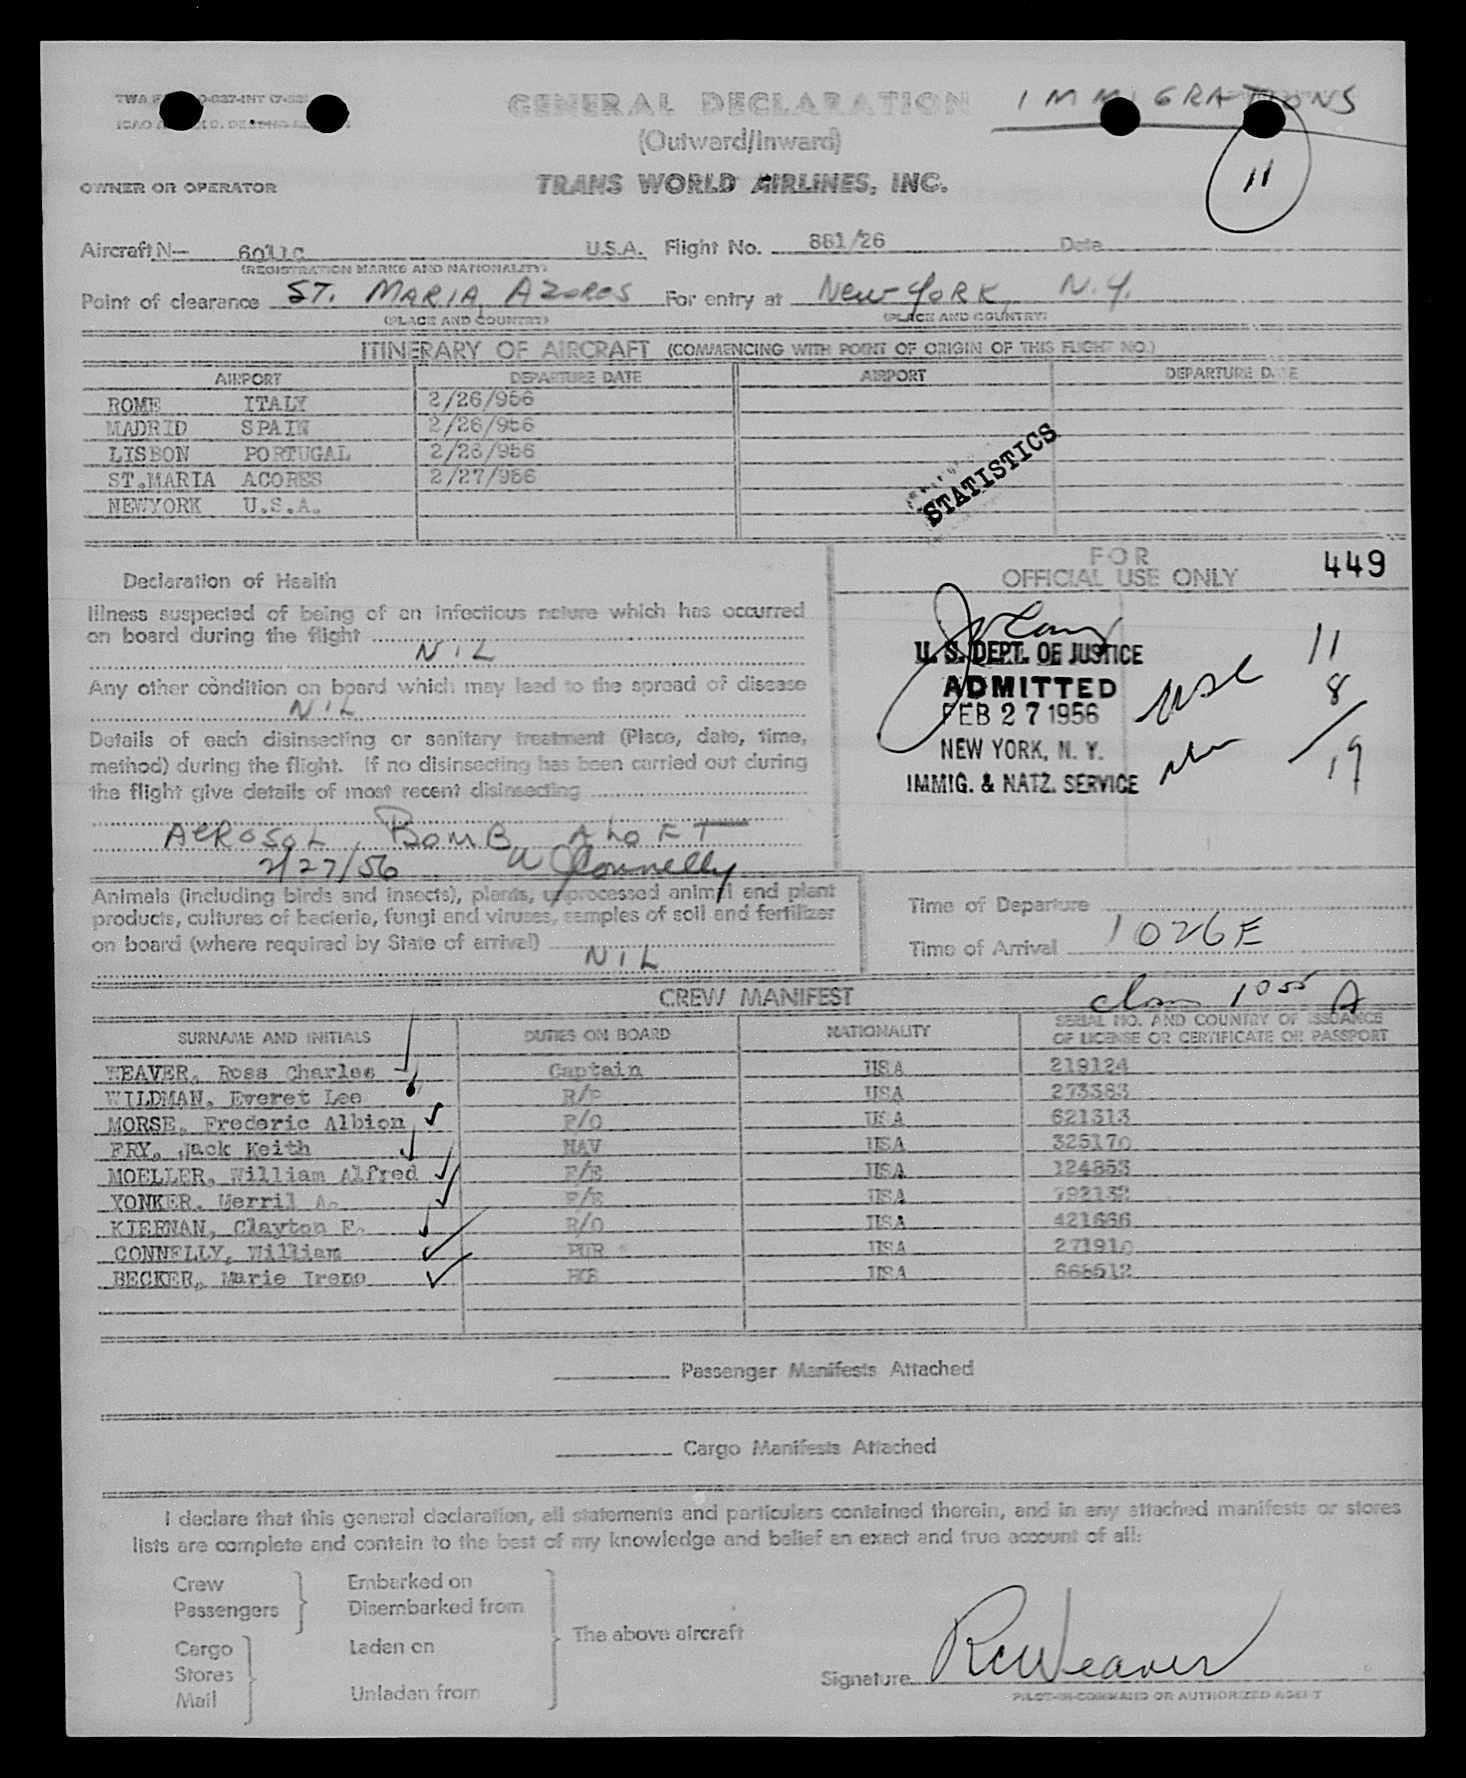 GENERAL DECLARATION
IMMIGRATIONS
(Outward/Inward)
11
OWNER OR OPERATOR TRANS WORLD AIRLINES, INC.
Aircraft N- U.S.A. Flight No. 881/26 Date
(REGISTRATION MARKS AND NATIONALITY)
Point of clearance ST. MARIA, AZORES For entry at New York, N.Y.
(PLACE AND COUNTRY) (PLACE AND COUNTRY)
ITINERARY OF AIRCRAFT (COMMENCING WITH POINT OF ORIGIN OF THIS FLIGHT NO.)
AIRPORT DEPARTURE DATE AIRPORT DEPARTURE DATE
ROME ITALY 2/26/956
MADRID SPAIN 2/26/956
LISBON PORTUGAL 2/26/956
ST.MARIA ACORES 2/27/956
NEWYORK U.S.A.
STATISTICS
Declaration of Health
FOR
OFFICIAL USE ONLY 449
Illness suspected of being of an infectious nature which has occurred
on board during the flight
NIL
Any other condition on board which may lead to the spread of disease
NIL
Details of each disinsecting or sanitary treatment (Place, date, time,
method) during the flight. If no disinsecting has been carried out during
the flight give details of most recent disinsecting
AEROSOL BOMB ALOFT
2/27/56 W Connelly
U. S. DEPT. OF JUSTICE
ADMITTED
FEB 27 1956
NEW YORK, N. Y.
IMMIG. & NATZ. SERVICE
usc 11
8
19
Animals (including birds and insects), plants, unprocessed animal and plant
products, cultures of bacteria, fungi and viruses, samples of soil and fertilizer
on board (where required by State of arrival)
NIL
Time of Departure
Time of Arrival 1026E
1055 A
CREW MANIFEST
SURNAME AND INITIALS DUTIES ON BOARD NATIONALITY SERIAL NO. AND COUNTRY OF ISSUANCE
OF LICENSE OR CERTIFICATE OR PASSPORT
WEAVER, Ross Charles Captain USA 219124
WILDMAN, Everet Lee R/P USA 273383
MORSE, Frederic Albion F/O USA 621313
FRY, Jack Keith NAV USA 325170
MOELLER, William Alfred F/E USA 124853
YONKER, Merril A. F/E USA 792132
KIERNAN, Clayton F. R/O USA 421666
CONNELLY, William PUR USA 271910
BECKER, Marie Irene HOS USA 668512
Passenger Manifests Attached
Cargo Manifests Attached
I declare that this general declaration, all statements and particulars contained therein, and in any attached manifests or stores
lists are complete and contain to the best of my knowledge and belief an exact and true account of all:
Crew Embarked on
Passengers Disembarked from
The above aircraft
Cargo Laden on
Stores
Mail Unladen from
Signature RCWeaver
PILOT-IN-COMMAND OR AUTHORIZED AGENT